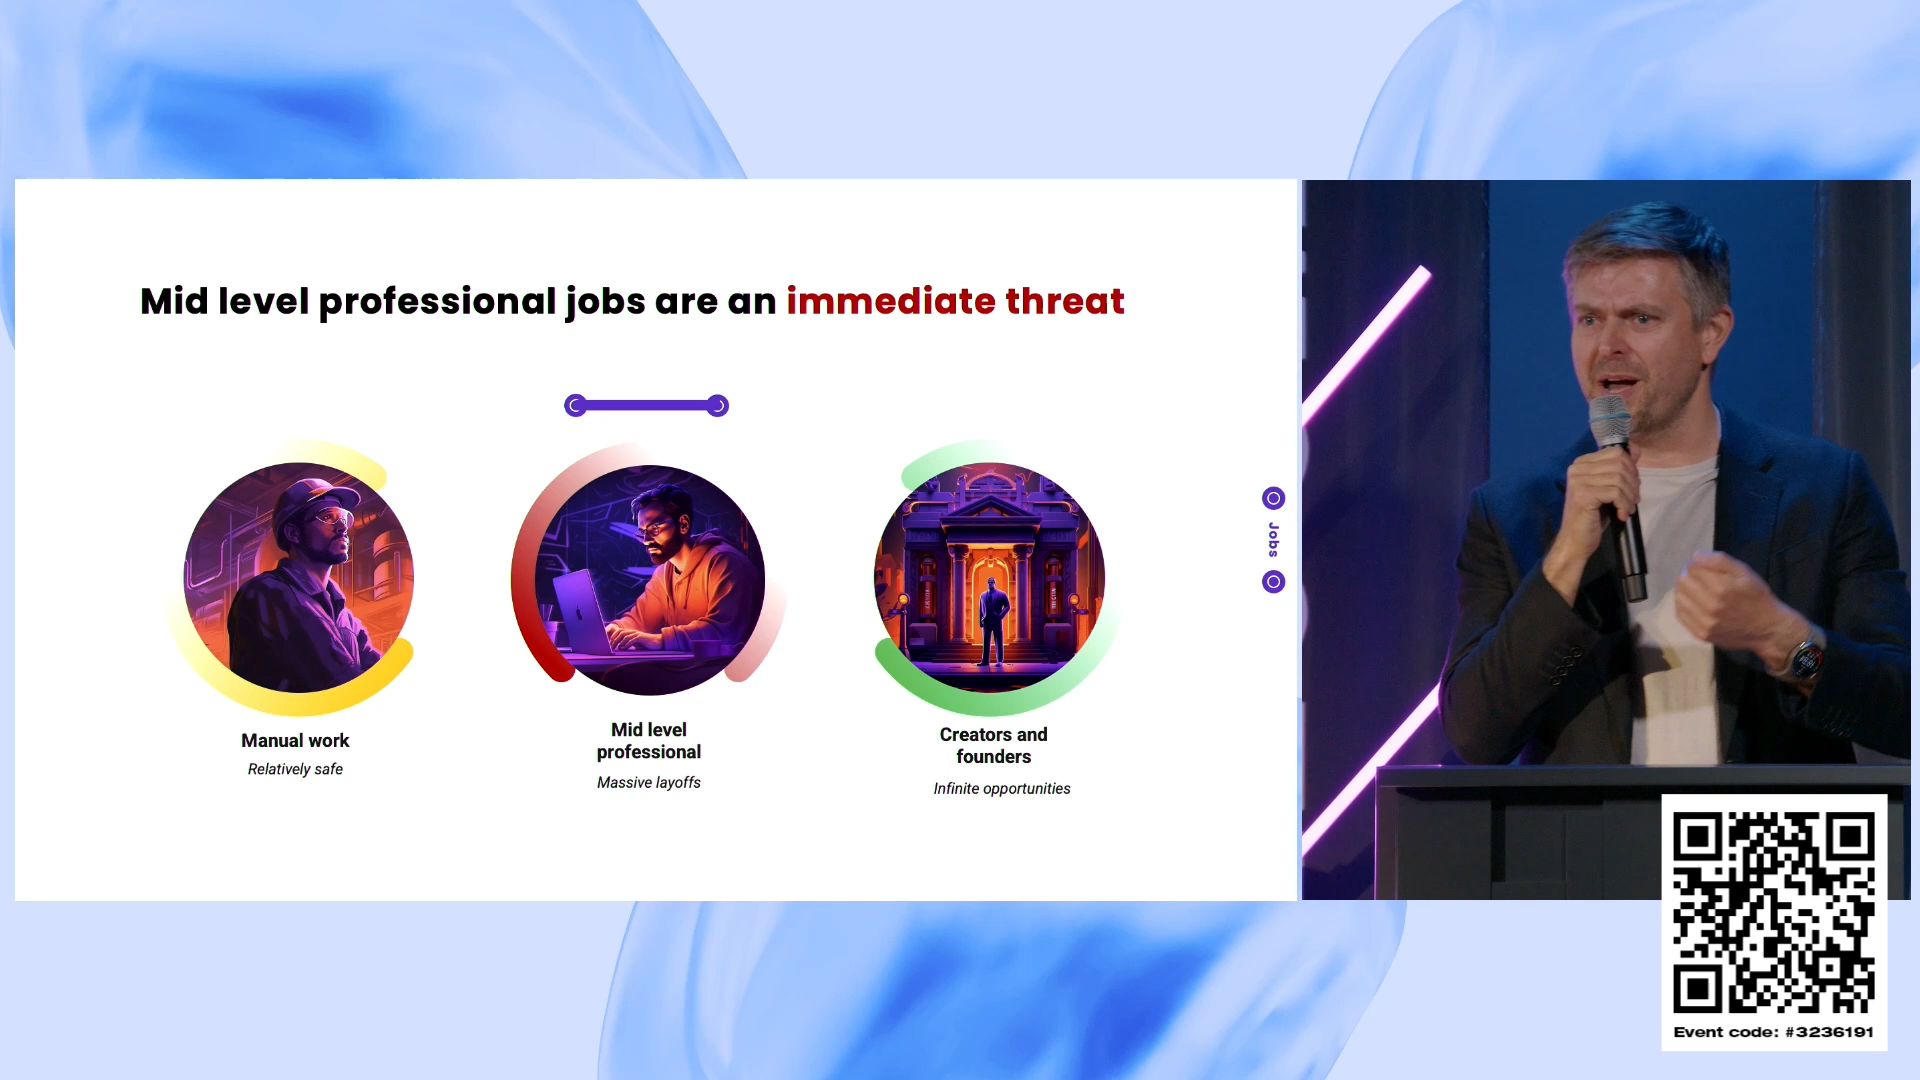 Mid level professional jobs are an immediate threat
Manual work
Relatively safe
Mid level
professional
Massive layoffs
Creators and
founders
Infinite opportunities
Jobs
Event code: #3236191